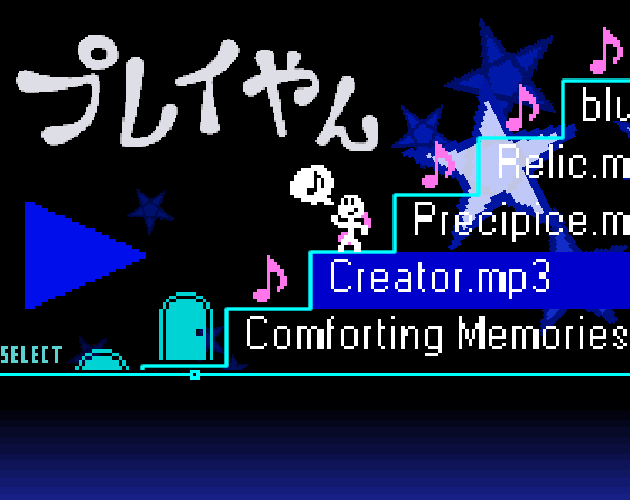 プレイやん
blu
Relic.m
Precipice.m
Creator.mp3
Comforting Memories
SELECT